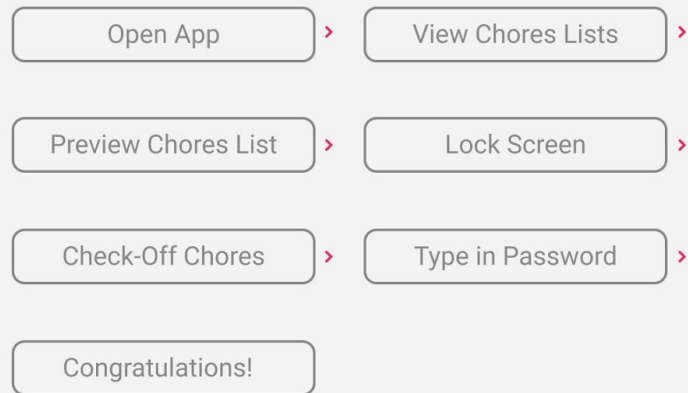 Open App
View Chores Lists
Preview Chores List
Lock Screen
Check-Off Chores
Type in Password
Congratulations!